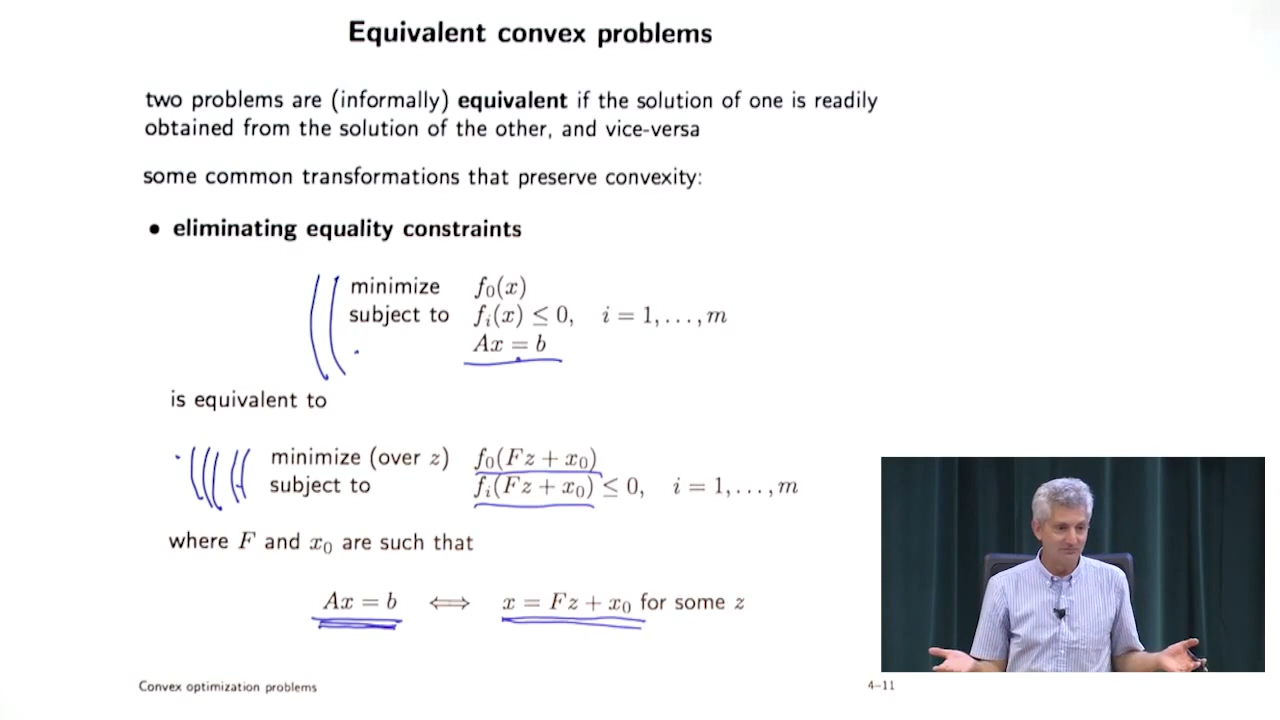 Equivalent convex problems
two problems are (informally) equivalent if the solution of one is readily
obtained from the solution of the other, and vice-versa
some common transformations that preserve convexity:
• eliminating equality constraints
minimize f₀(x)
subject to fᵢ(x) ≤ 0, i = 1, . . . , m
Ax = b
is equivalent to
minimize (over z) f₀(Fz + x₀)
subject to fᵢ(Fz + x₀) ≤ 0, i = 1, . . . , m
where F and x₀ are such that
Ax = b ⟺ x = Fz + x₀ for some z
Convex optimization problems 4–11